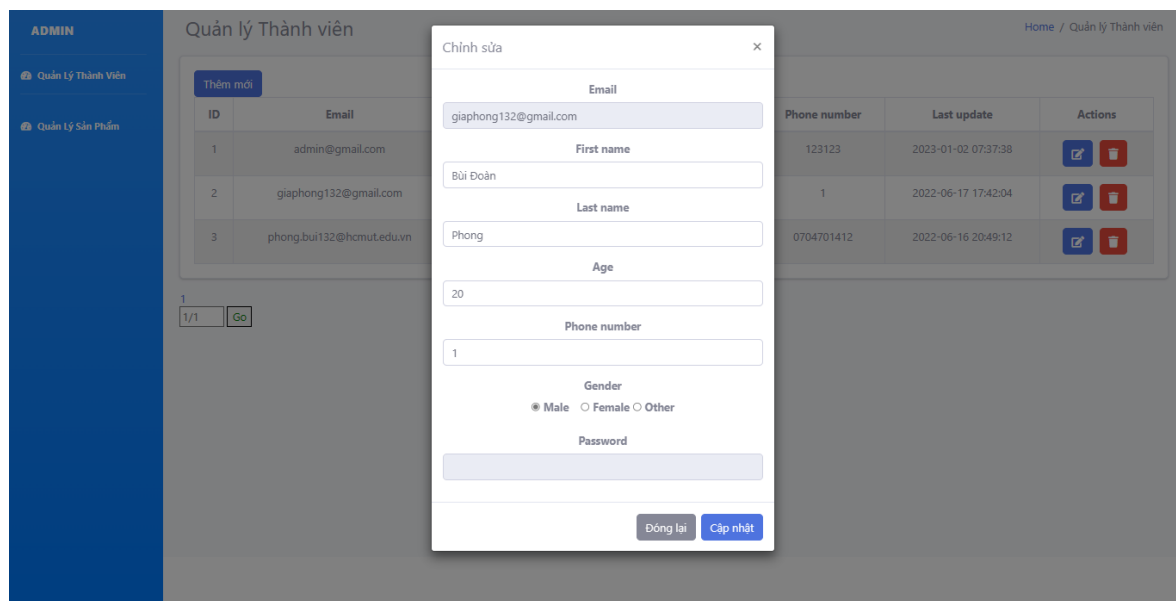 ADMIN
Quản Lý Thành Viên
Quản Lý Sản Phẩm
Quản lý Thành viên
Home / Quản lý Thành viên
Thêm mới
ID Email Phone number Last update Actions
1 admin@gmail.com 123123 2023-01-02 07:37:38
2 giaphong132@gmail.com 1 2022-06-17 17:42:04
3 phong.bui132@hcmut.edu.vn 0704701412 2022-06-16 20:49:12
1
1/1 Go
Chỉnh sửa ×
Email
giaphong132@gmail.com
First name
Bùi Đoàn
Last name
Phong
Age
20
Phone number
1
Gender
Male Female Other
Password
Đóng lại Cập nhật